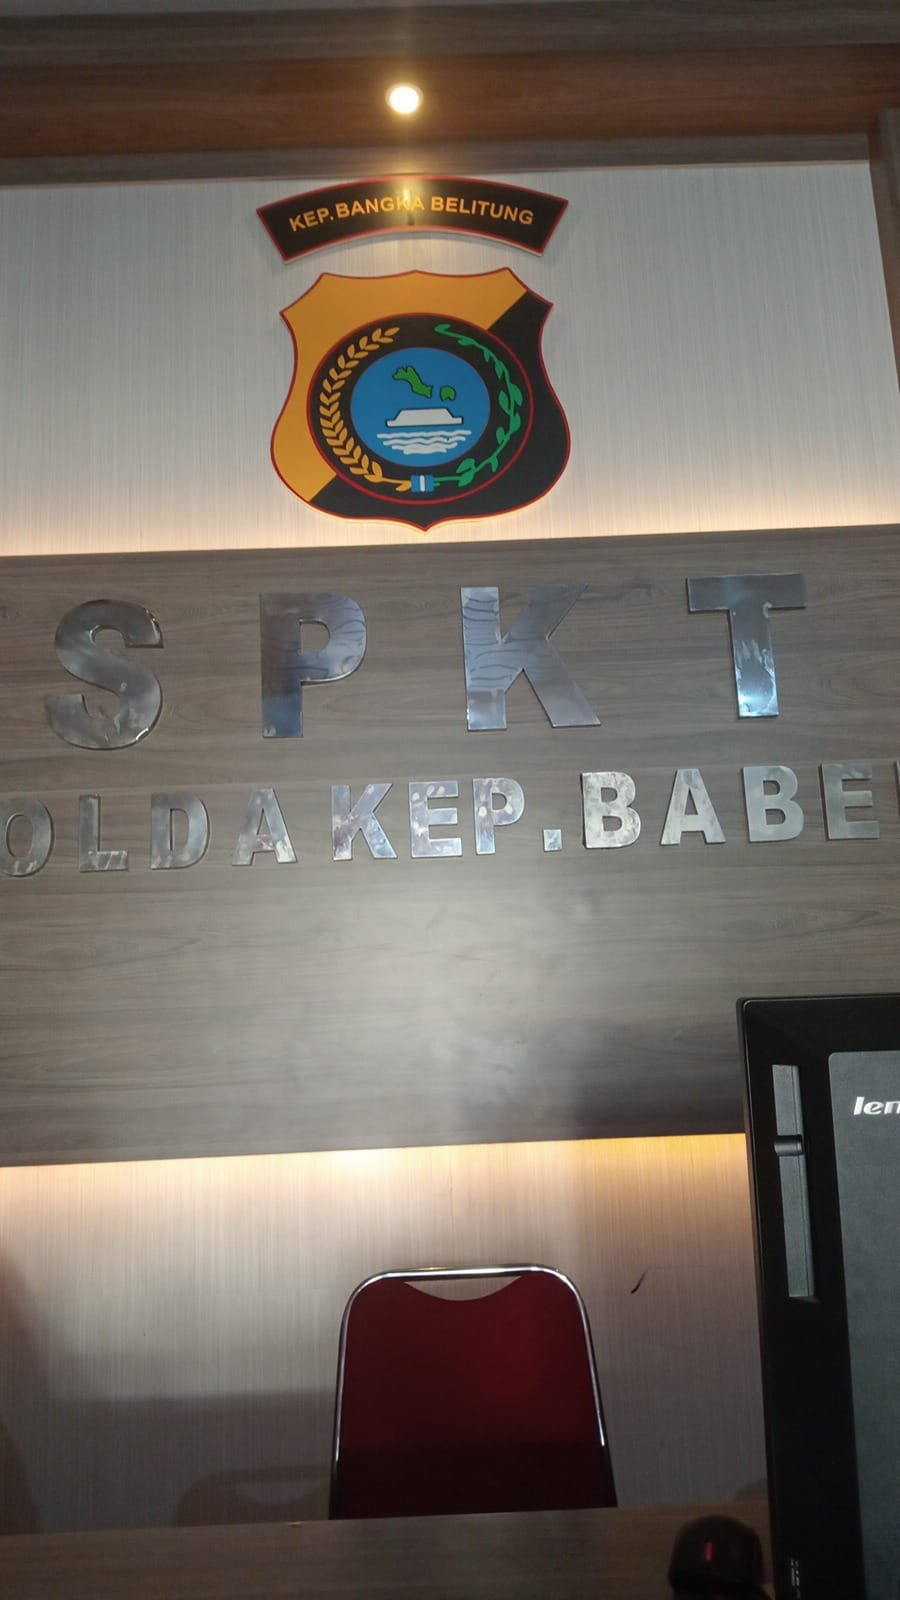 KEP.BANGKA BELITUNG
SPKT
OLDA KEP.BABE
len